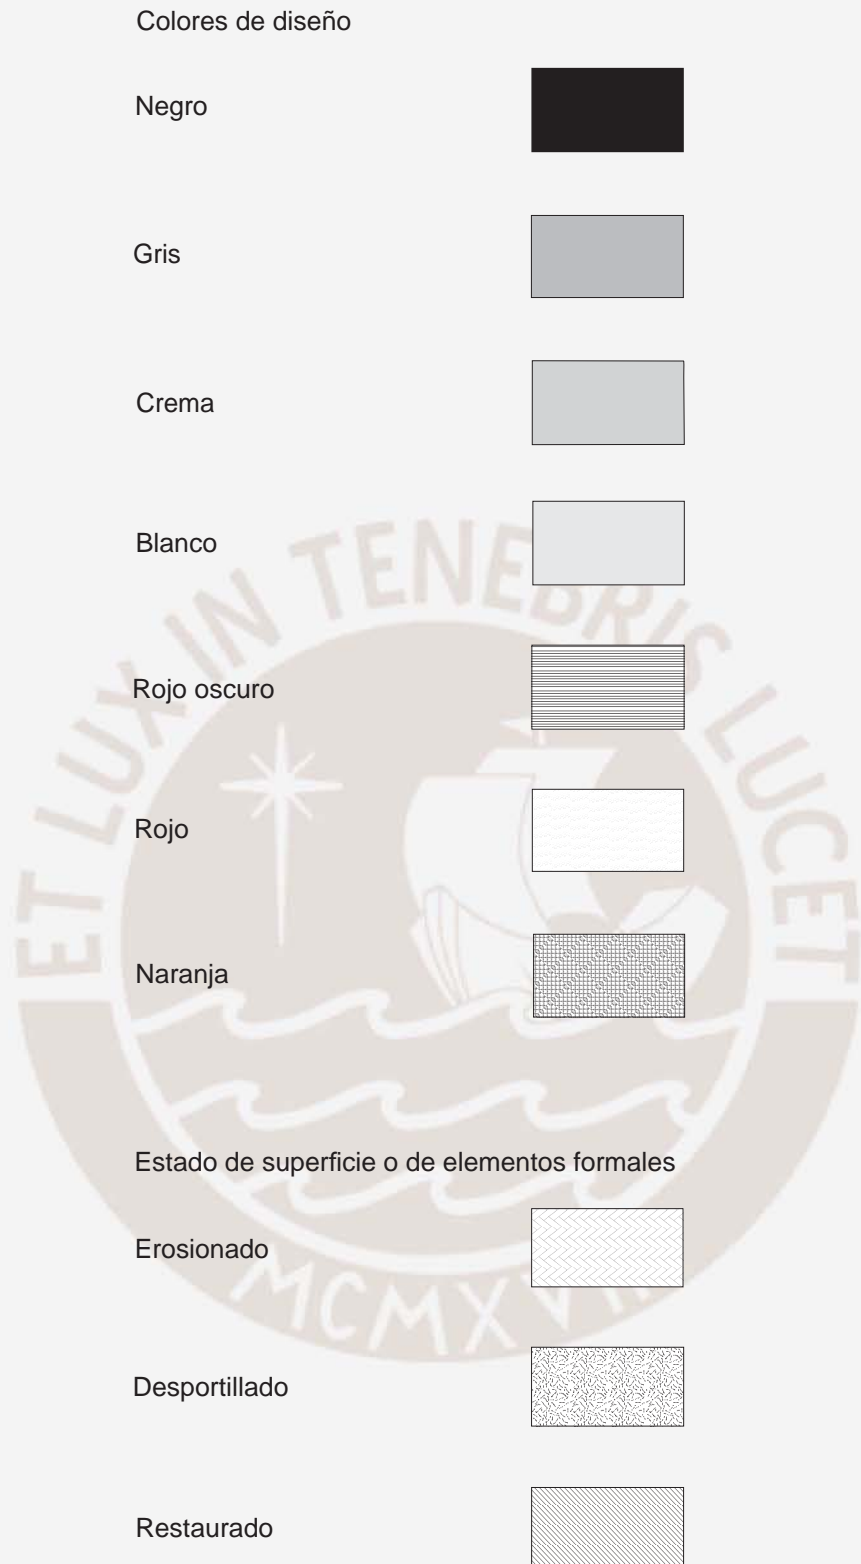 Colores de diseño
Negro
Gris
Crema
Blanco
Rojo oscuro
Rojo
Naranja
Estado de superficie o de elementos formales
Erosionado
Desportillado
Restaurado
ET LUX IN TENEBRIS LUCET